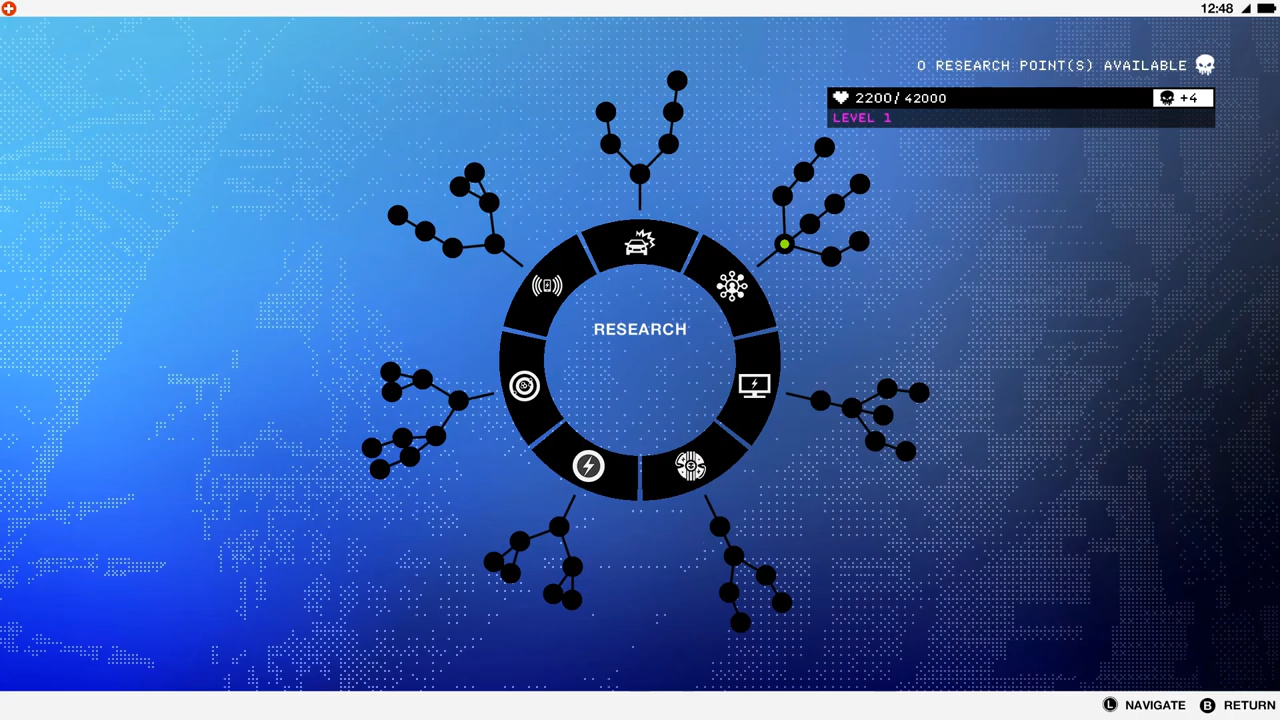 12:48
0 RESEARCH POINT(S) AVAILABLE
2200/42000 +4
LEVEL 1
RESEARCH
L NAVIGATE B RETURN